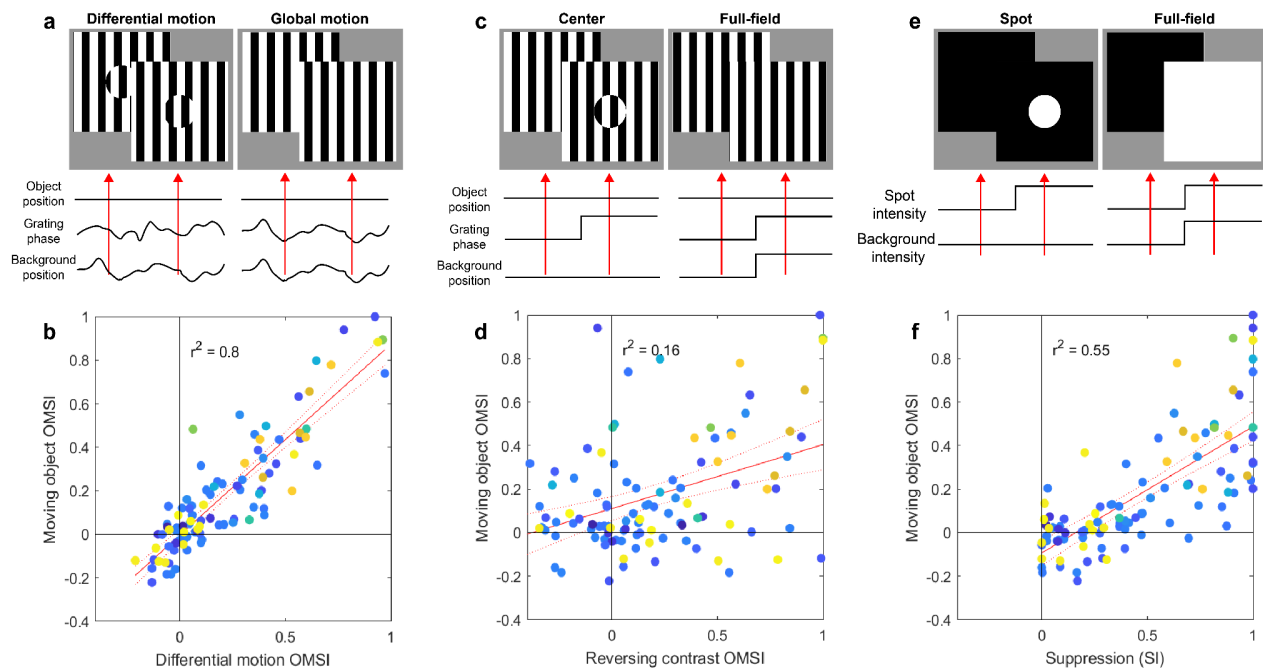 a
Differential motion
Global motion
Object
position
Grating
phase
Background
position
b
r² = 0.8
1
0.8
0.6
0.4
0.2
0
-0.2
-0.4
0
0.5
1
Moving object OMSI
Differential motion OMSI
c
Center
Full-field
Object
position
Grating
phase
Background
position
d
r² = 0.16
1
0.8
0.6
0.4
0.2
0
-0.2
-0.4
0
0.5
1
Moving object OMSI
Reversing contrast OMSI
e
Spot
Full-field
Spot
intensity
Background
intensity
f
r² = 0.55
1
0.8
0.6
0.4
0.2
0
-0.2
-0.4
0
0.5
1
Moving object OMSI
Suppression (SI)